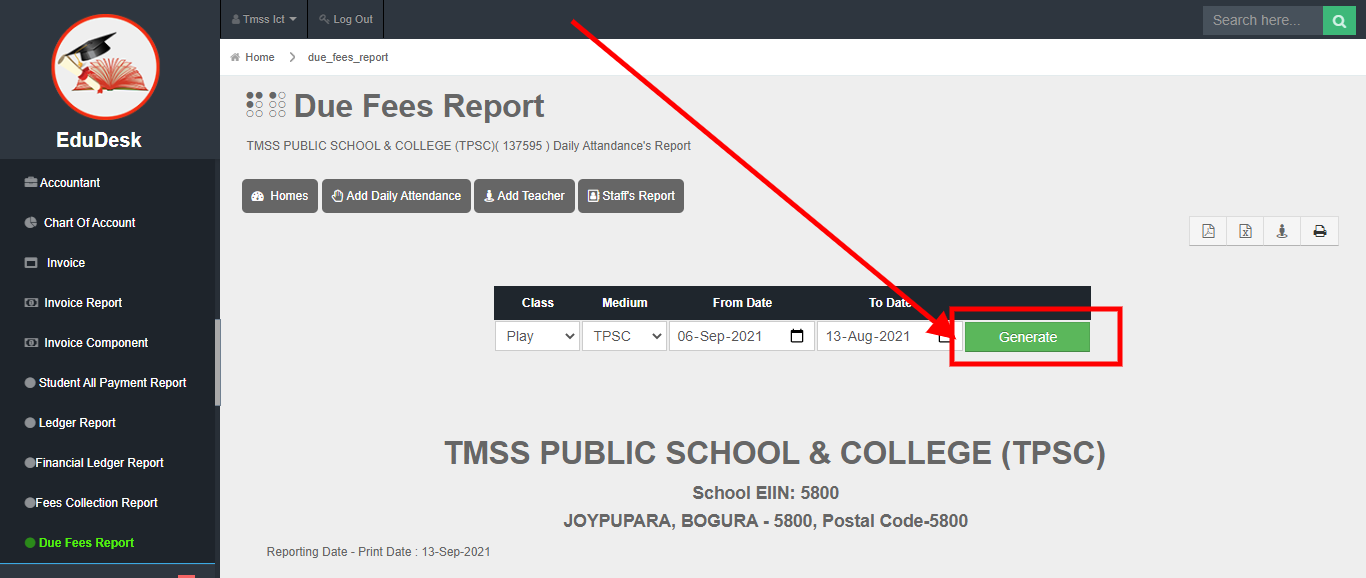 Tmss Ict
Log Out
Search here...
EduDesk
Accountant
Chart Of Account
Invoice
Invoice Report
Invoice Component
Student All Payment Report
Ledger Report
Financial Ledger Report
Fees Collection Report
Due Fees Report
Home
due_fees_report
Due Fees Report
TMSS PUBLIC SCHOOL & COLLEGE (TPSC)( 137595 ) Daily Attandance's Report
Homes
Add Daily Attendance
Add Teacher
Staff's Report
Class Medium From Date To Date
Play TPSC 06-Sep-2021 13-Aug-2021 Generate
TMSS PUBLIC SCHOOL & COLLEGE (TPSC)
School EIIN: 5800
JOYPUPARA, BOGURA - 5800, Postal Code-5800
Reporting Date - Print Date : 13-Sep-2021